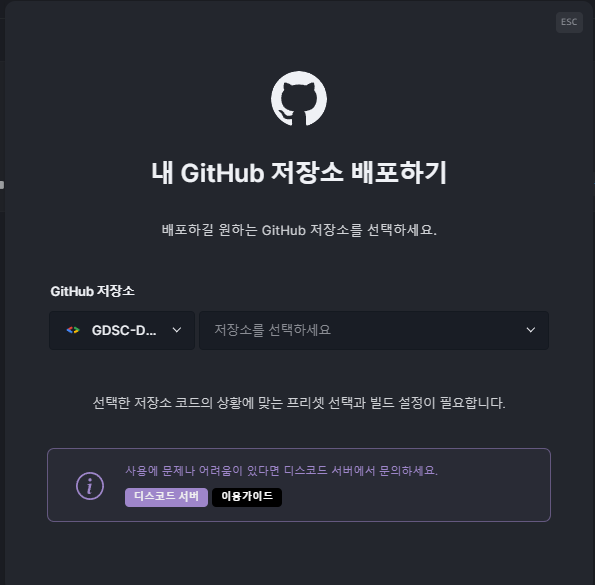 ESC
내 GitHub 저장소 배포하기
배포하길 원하는 GitHub 저장소를 선택하세요.
GitHub 저장소
GDSC-D...
저장소를 선택하세요
선택한 저장소 코드의 상황에 맞는 프리셋 선택과 빌드 설정이 필요합니다.
사용에 문제나 어려움이 있다면 디스코드 서버에서 문의하세요.
디스코드 서버 이용가이드